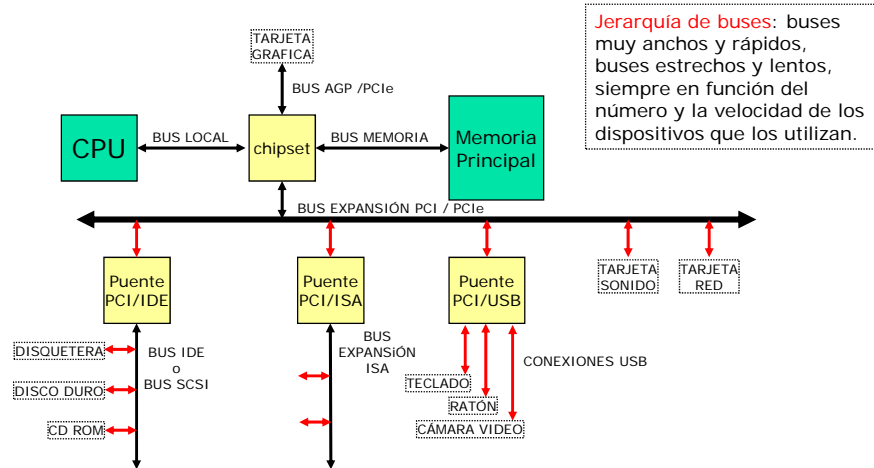 TARJETA
GRAFICA
Jerarquía de buses: buses
muy anchos y rápidos,
buses estrechos y lentos,
siempre en función del
número y la velocidad de los
dispositivos que los utilizan.
BUS AGP /PCIe
CPU
BUS LOCAL
chipset
BUS MEMORIA
Memoria
Principal
BUS EXPANSIÓN PCI / PCIe
Puente
PCI/IDE
Puente
PCI/ISA
Puente
PCI/USB
TARJETA
SONIDO
TARJETA
RED
DISQUETERA
DISCO DURO
CD ROM
BUS IDE
o
BUS SCSI
BUS
EXPANSIÓN
ISA
CONEXIONES USB
TECLADO
RATÓN
CÁMARA VIDEO